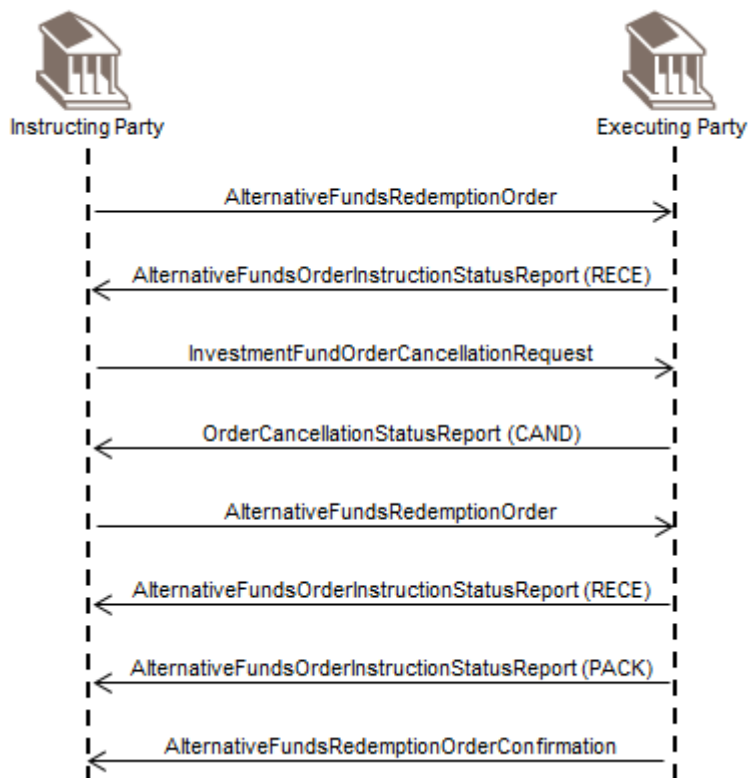 Instructing Party
Executing Party
AlternativeFundsRedemptionOrder
AlternativeFundsOrderInstructionStatusReport (RECE)
InvestmentFundOrderCancellationRequest
OrderCancellationStatusReport (CAND)
AlternativeFundsRedemptionOrder
AlternativeFundsOrderInstructionStatusReport (RECE)
AlternativeFundsOrderInstructionStatusReport (PACK)
AlternativeFundsRedemptionOrderConfirmation